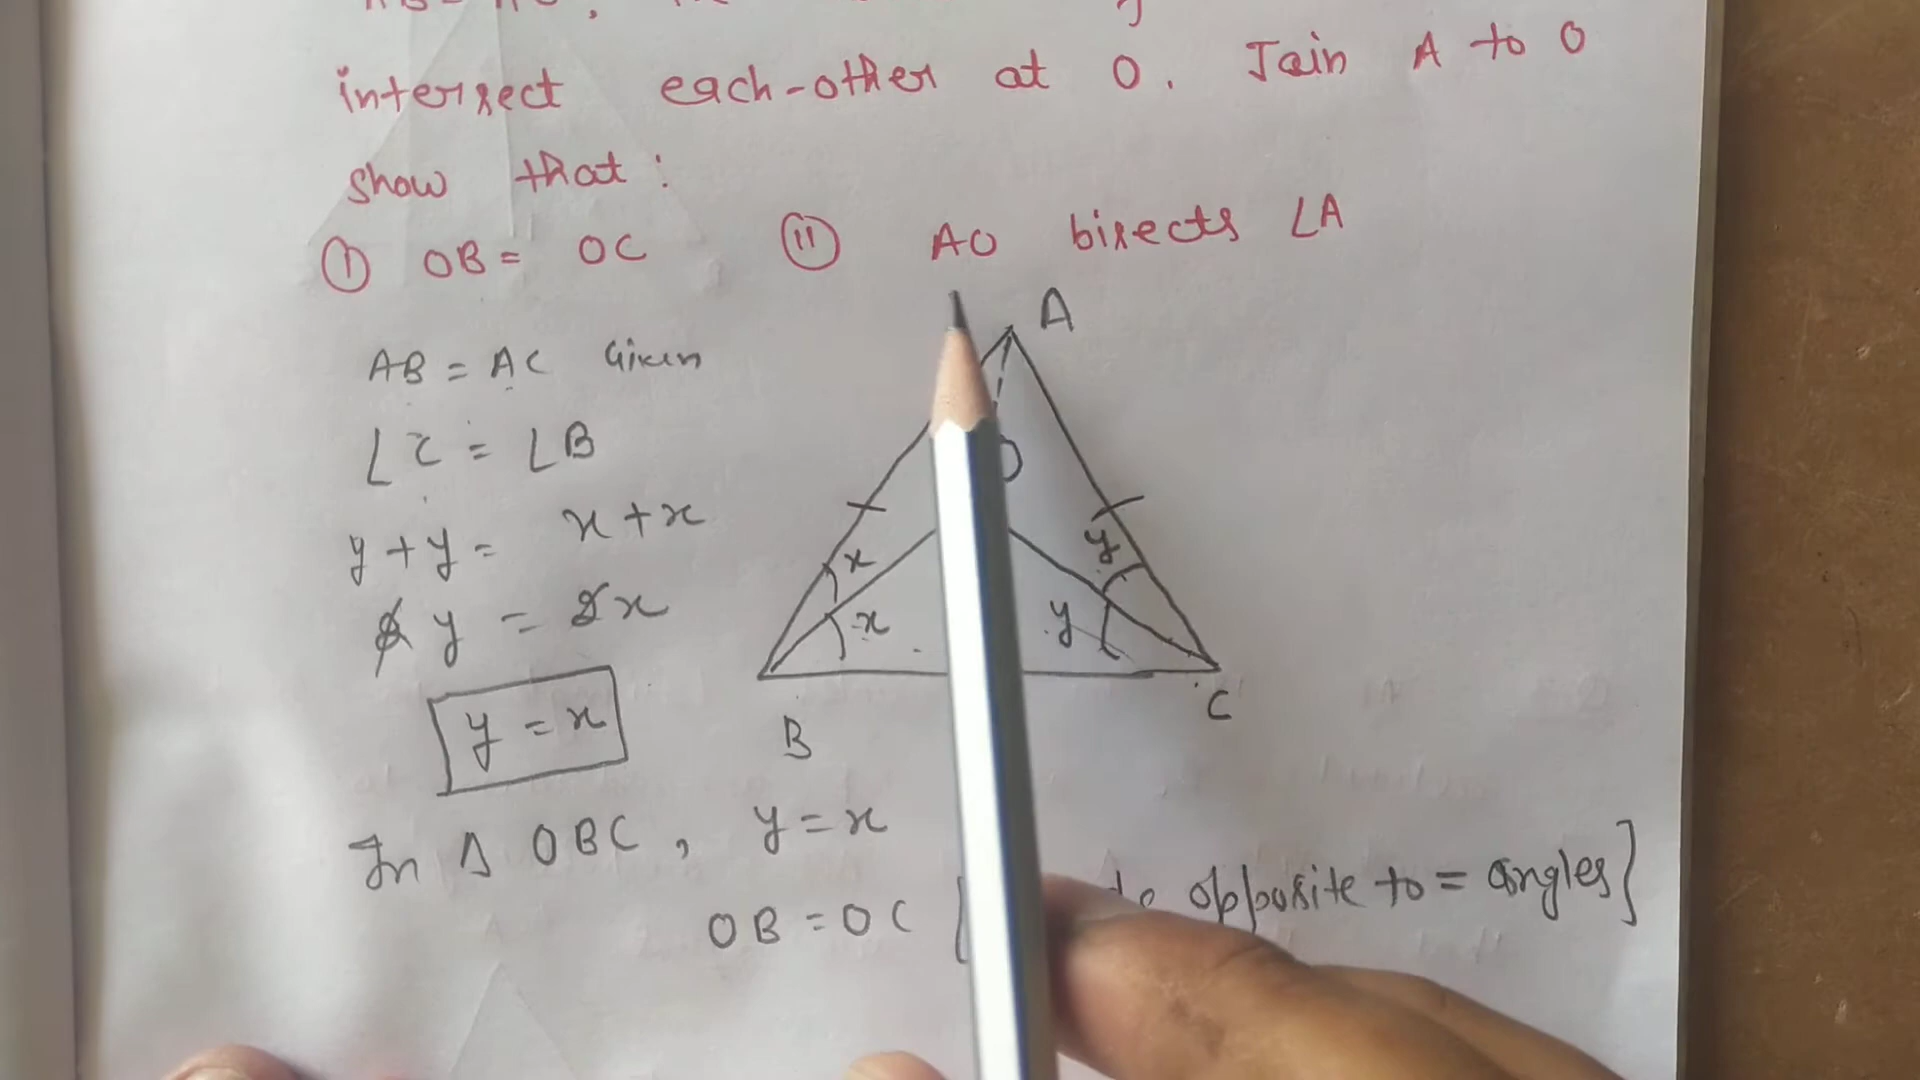 intersect each-other at O. Join A to O
show that:
(I) OB = OC (II) AO bisects ∠A
A
AB = AC Given
∠C = ∠B
y + y = x + x
2y = 2x
y = x
x
x
y
y
B
C
In Δ OBC, y = x
OB = OC [ opposite to = angles]